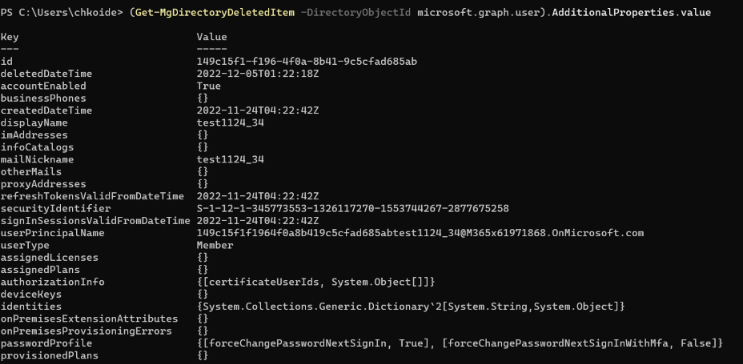 PS C:\Users\chkoide> (Get-MgDirectoryDeletedItem -DirectoryObjectId microsoft.graph.user).AdditionalProperties.value
Key Value
--- -----
id 149c15f1-f196-4f0a-8b41-9c5cfad685ab
deletedDateTime 2022-12-05T01:22:18Z
accountEnabled True
businessPhones {}
createdDateTime 2022-11-24T04:22:42Z
displayName test1124_34
imAddresses {}
infoCatalogs {}
mailNickname test1124_34
otherMails {}
proxyAddresses {}
refreshTokensValidFromDateTime 2022-11-24T04:22:42Z
securityIdentifier S-1-12-1-345773553-1326117270-1553744267-2877675258
signInSessionsValidFromDateTime 2022-11-24T04:22:42Z
userPrincipalName 149c15f1f1964f0a8b419c5cfad685abtest1124_34@M365x61971868.OnMicrosoft.com
userType Member
assignedLicenses {}
assignedPlans {}
authorizationInfo {[certificateUserIds, System.Object[]]}
deviceKeys {}
identities {System.Collections.Generic.Dictionary`2[System.String,System.Object]}
onPremisesExtensionAttributes {}
onPremisesProvisioningErrors {}
passwordProfile {[forceChangePasswordNextSignIn, True], [forceChangePasswordNextSignInWithMfa, False]}
provisionedPlans {}